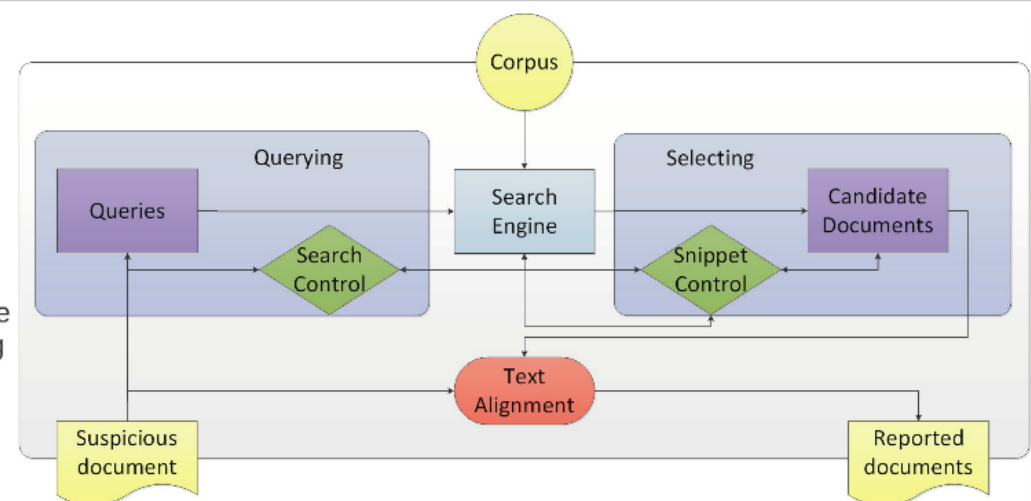 Corpus
Querying
Selecting
Queries
Search
Engine
Candidate
Documents
Search
Control
Snippet
Control
e
g
Text
Alignment
Suspicious
document
Reported
documents